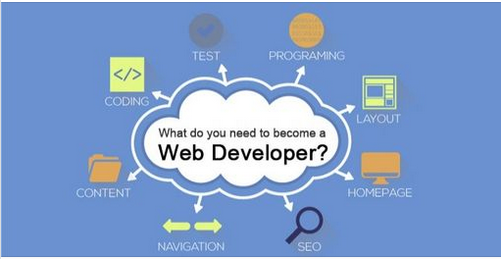 TEST
PROGRAMING
</>
CODING
LAYOUT
What do you need to become a
Web Developer?
CONTENT
HOMEPAGE
NAVIGATION
SEO